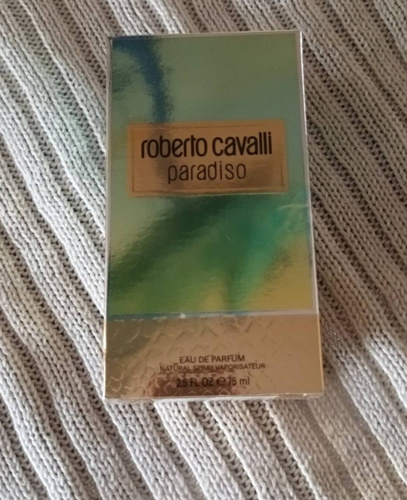 roberto cavalli
paradiso
EAU DE PARFUM
NATURAL SPRAY VAPORISATEUR
2.5 FL OZ ℮ 75 ml